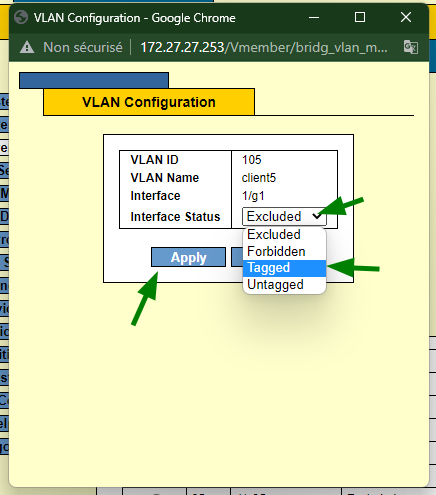 VLAN Configuration - Google Chrome
Non sécurisé 172.27.27.253/Vmember/bridg_vlan_m...
VLAN Configuration
VLAN ID 105
VLAN Name client5
Interface 1/g1
Interface Status Excluded
Excluded
Forbidden
Tagged
Untagged
Apply